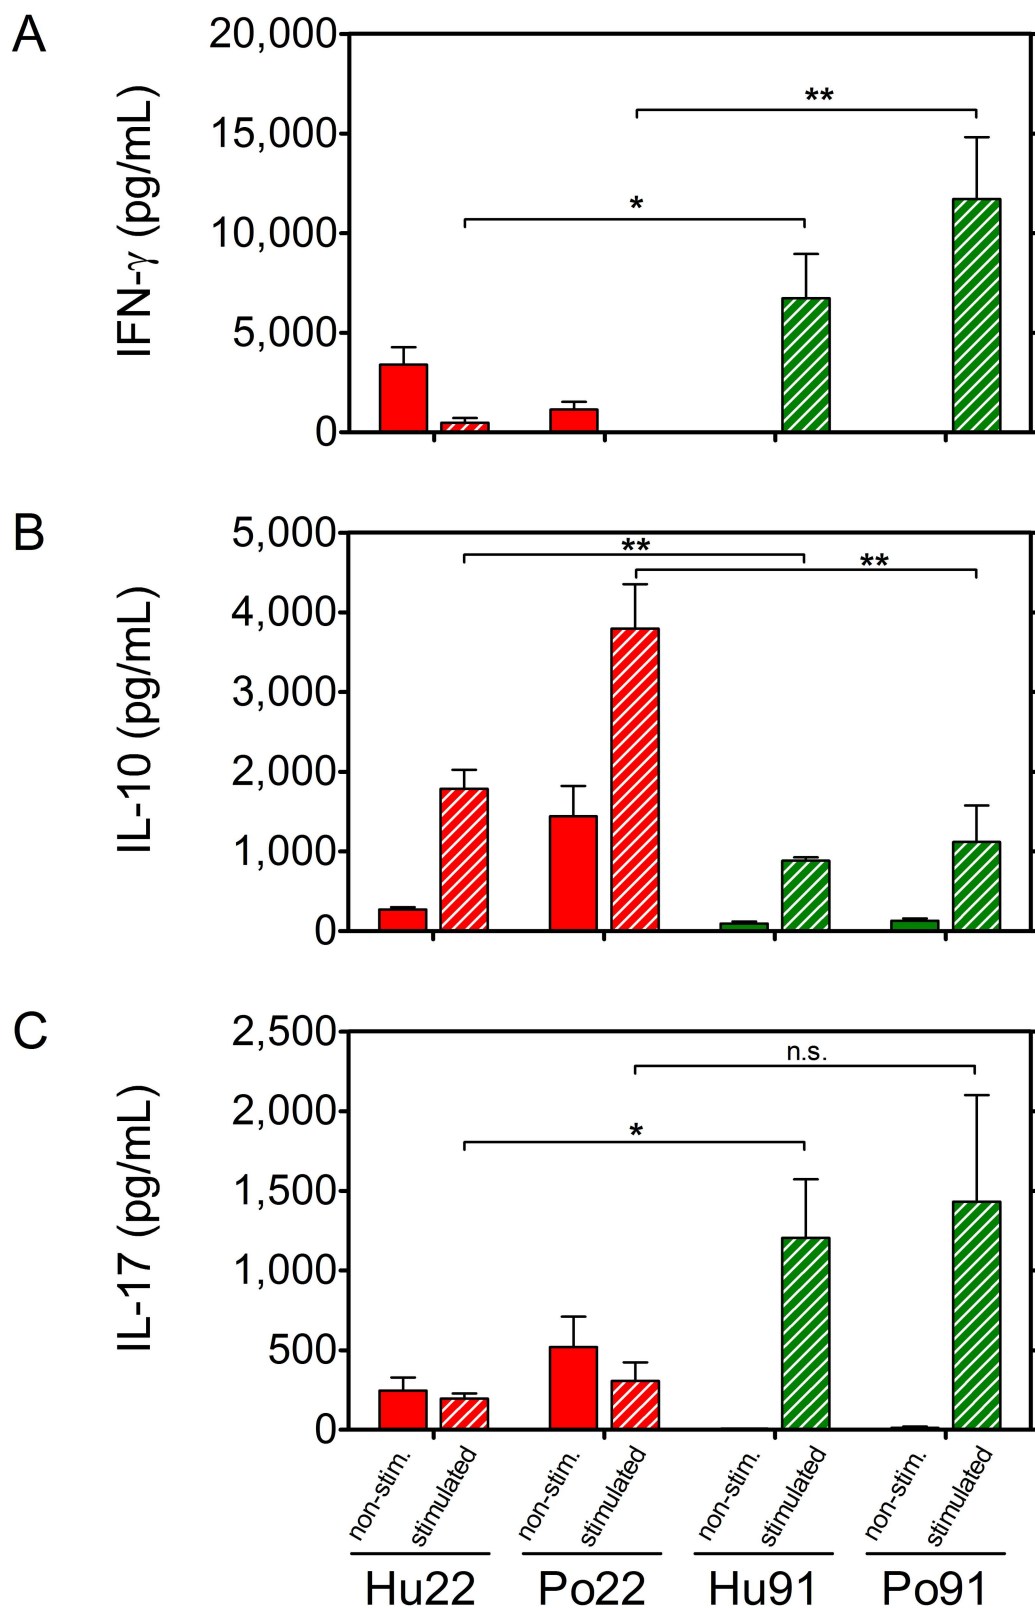 A
IFN-γ (pg/mL)
20,000
15,000
10,000
5,000
0
**
*
B
IL-10 (pg/mL)
5,000
4,000
3,000
2,000
1,000
0
**
**
C
IL-17 (pg/mL)
2,500
2,000
1,500
1,000
500
0
n.s.
*
non-stim. stimulated non-stim. stimulated non-stim. stimulated non-stim. stimulated
Hu22 Po22 Hu91 Po91